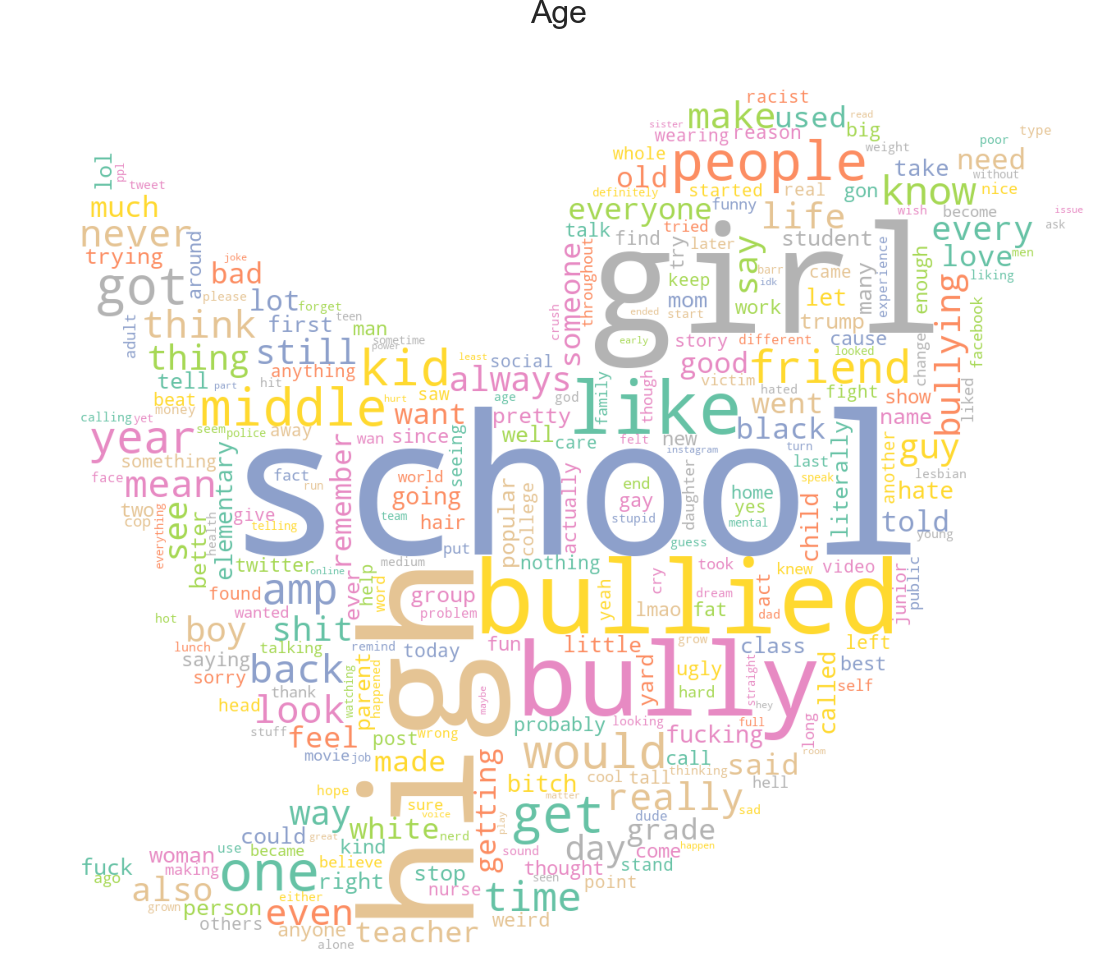 Age
racist
make used
read
sister
wearing reason
big
type
whole
people
weight
poor
lol
ppl
tweet
old
take
need
without
definitely
started
real
gon
know
nice
much
everyone
funny
life
wish
become
issue
never
around
talk
tried
every
ask
trying
joke
find
try
later
say
student
love
men
got
bad
someone
throughout
girl
experience
enough
liking
please
lot
forget
keep
mom
barr
idk
came
many
let
work
bullying
facebook
adult
think
first
teen
man
crush
ended
start
trump
thing
still
sometime
power
early
story
different
cause
change
anything
least
social
good
friend
looked
tell
part
hit
kid
always
family
though
victim
hated
fight
show
liked
beat
money
hurt
saw
age
god
like
went
name
calling
yet
middle
want
pretty
year
seem
police
away
wan
since
seeing
well
care
felt
new
instagram
black
turn
literally
another
guy
something
elementary
remember
school
last
face
mean
fact
run
world
going
popular
college
actually
end
gay
stupid
daughter
home
yes
mental
speak
child
hate
lesbian
two
cop
see
everything
better
health
give
telling
team
hair
told
young
put
guess
twitter
online
medium
nothing
took
knew
video
junior
public
found
amp
ever
help
word
high
group
problem
bullied
yeah
cry
dream
dact
dad
wanted
lmao
fat
hot
boy
shit
fun
little
grow
class
left
lunch
saying
talking
remind
today
bully
yard
ugly
straight
best
sorry
back
parent
happened
watching
maybe
hard
hey
called
self
thank
head
look
probably
looking
full
long
stuff
feel
post
wrong
fucking
movie
job
made
getting
would
call
said
room
cool
tall
thinking
hell
hope
sure
voice
bitch
matter
really
sad
way
white
nerd
play
get
dude
grade
could
great
kind
sound
day
come
happen
fuck
woman
use
became
believe
stop
thought
stand
ago
making
one
right
nurse
seen
point
also
either
time
grown
person
even
weird
others
anyone
teacher
alone